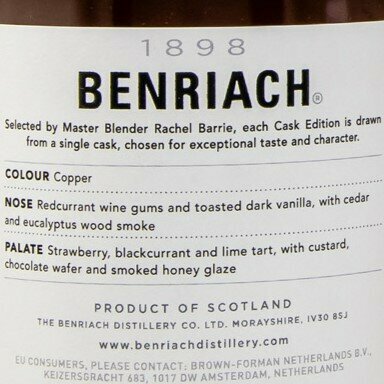 1898
BENRIACH®
Selected by Master Blender Rachel Barrie, each Cask Edition is drawn
from a single cask, chosen for exceptional taste and character.
COLOUR Copper
NOSE Redcurrant wine gums and toasted dark vanilla, with cedar
and eucalyptus wood smoke
PALATE Strawberry, blackcurrant and lime tart, with custard,
chocolate wafer and smoked honey glaze
PRODUCT OF SCOTLAND
THE BENRIACH DISTILLERY CO. LTD. MORAYSHIRE, IV30 8SJ
www.benriachdistillery.com
EU CONSUMERS, PLEASE CONTACT: BROWN-FORMAN NETHERLANDS B.V.,
KEIZERSGRACHT 683, 1017 DW AMSTERDAM, NETHERLANDS